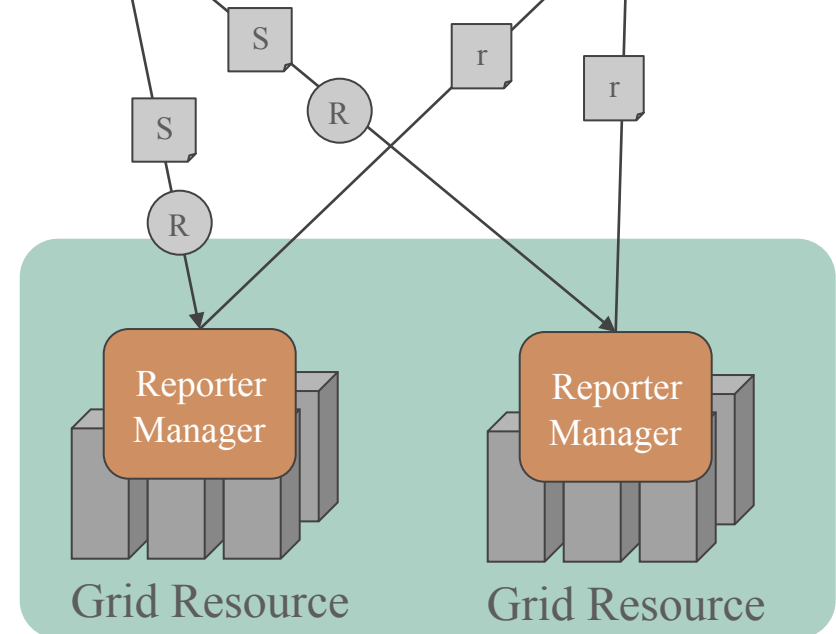 S
r
r
S
R
R
Reporter
Manager
Reporter
Manager
Grid Resource
Grid Resource